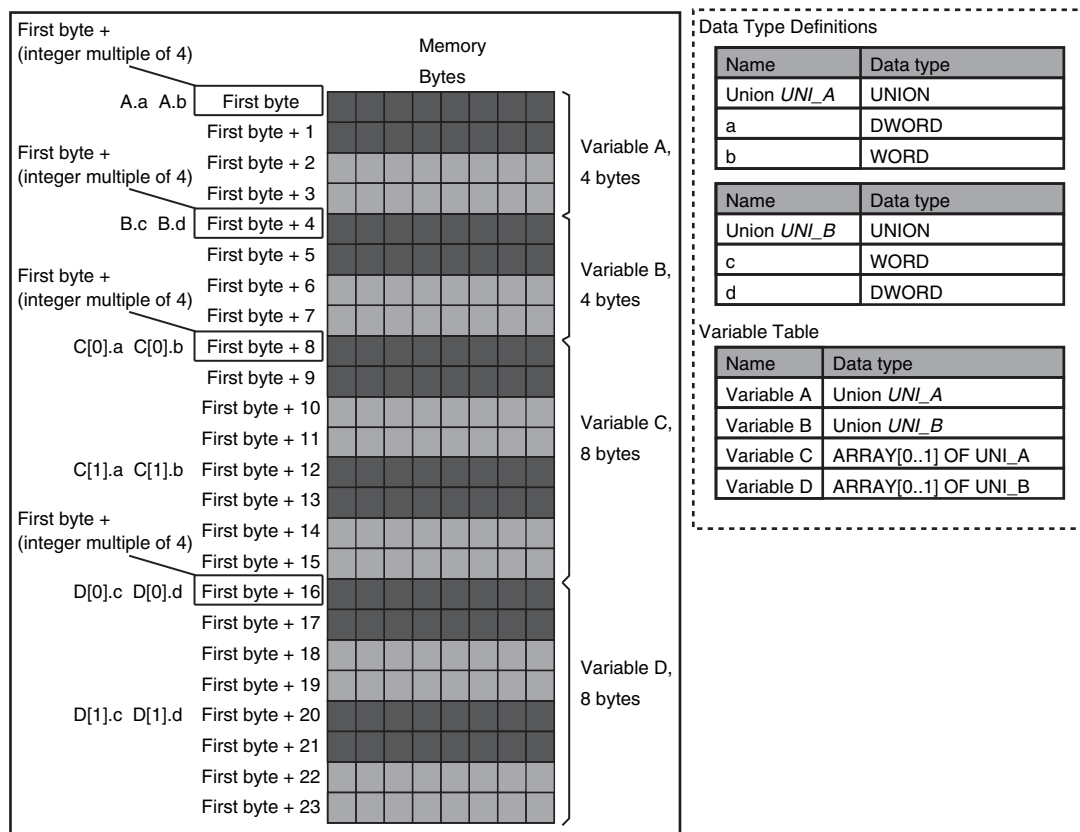 First byte +
(integer multiple of 4)
Memory
Bytes
A.a A.b First byte
First byte + 1
First byte +
(integer multiple of 4)
First byte + 2
First byte + 3
Variable A,
4 bytes
B.c B.d First byte + 4
First byte + 5
First byte +
(integer multiple of 4)
First byte + 6
First byte + 7
Variable B,
4 bytes
C[0].a C[0].b First byte + 8
First byte + 9
First byte + 10
First byte + 11
Variable C,
8 bytes
C[1].a C[1].b First byte + 12
First byte + 13
First byte +
(integer multiple of 4)
First byte + 14
First byte + 15
D[0].c D[0].d First byte + 16
First byte + 17
First byte + 18
First byte + 19
Variable D,
8 bytes
D[1].c D[1].d First byte + 20
First byte + 21
First byte + 22
First byte + 23
Data Type Definitions
Name Data type
Union UNI_A UNION
a DWORD
b WORD
Name Data type
Union UNI_B UNION
c WORD
d DWORD
Variable Table
Name Data type
Variable A Union UNI_A
Variable B Union UNI_B
Variable C ARRAY[0..1] OF UNI_A
Variable D ARRAY[0..1] OF UNI_B